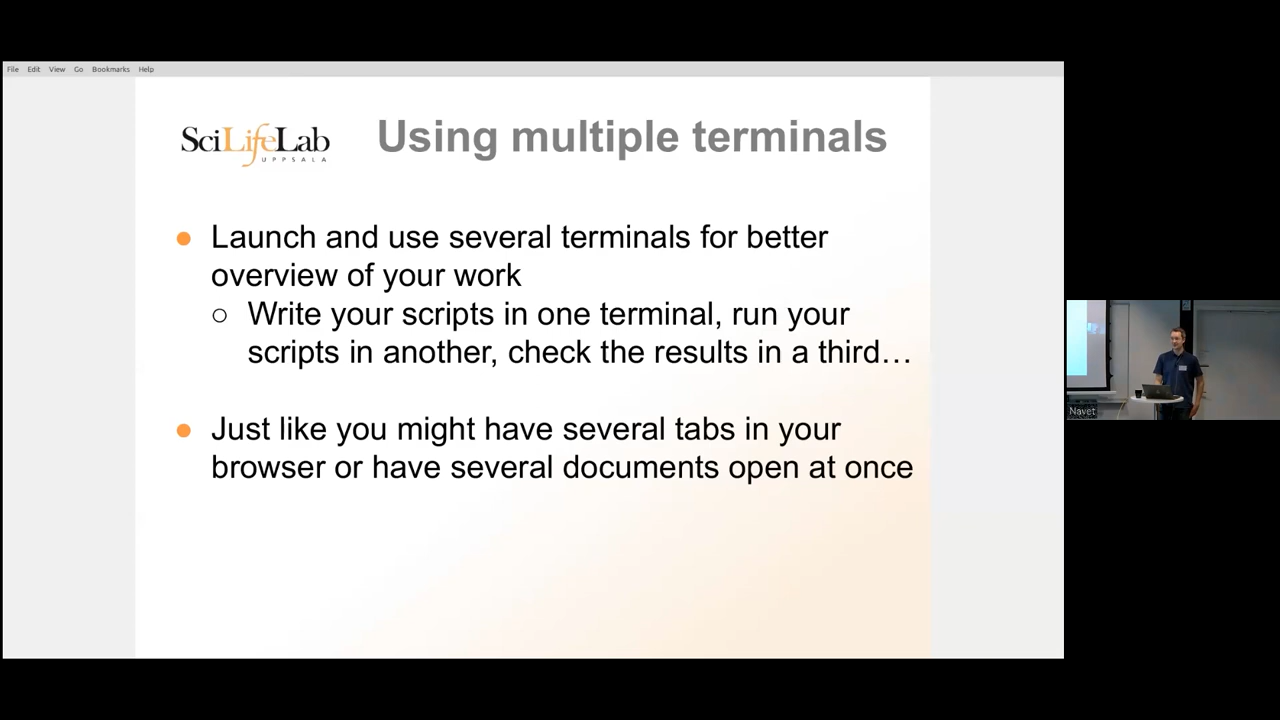 File Edit View Go Bookmarks Help
SciLifeLab
UPPSALA
Using multiple terminals
● Launch and use several terminals for better
overview of your work
○ Write your scripts in one terminal, run your
scripts in another, check the results in a third…
● Just like you might have several tabs in your
browser or have several documents open at once
Navet